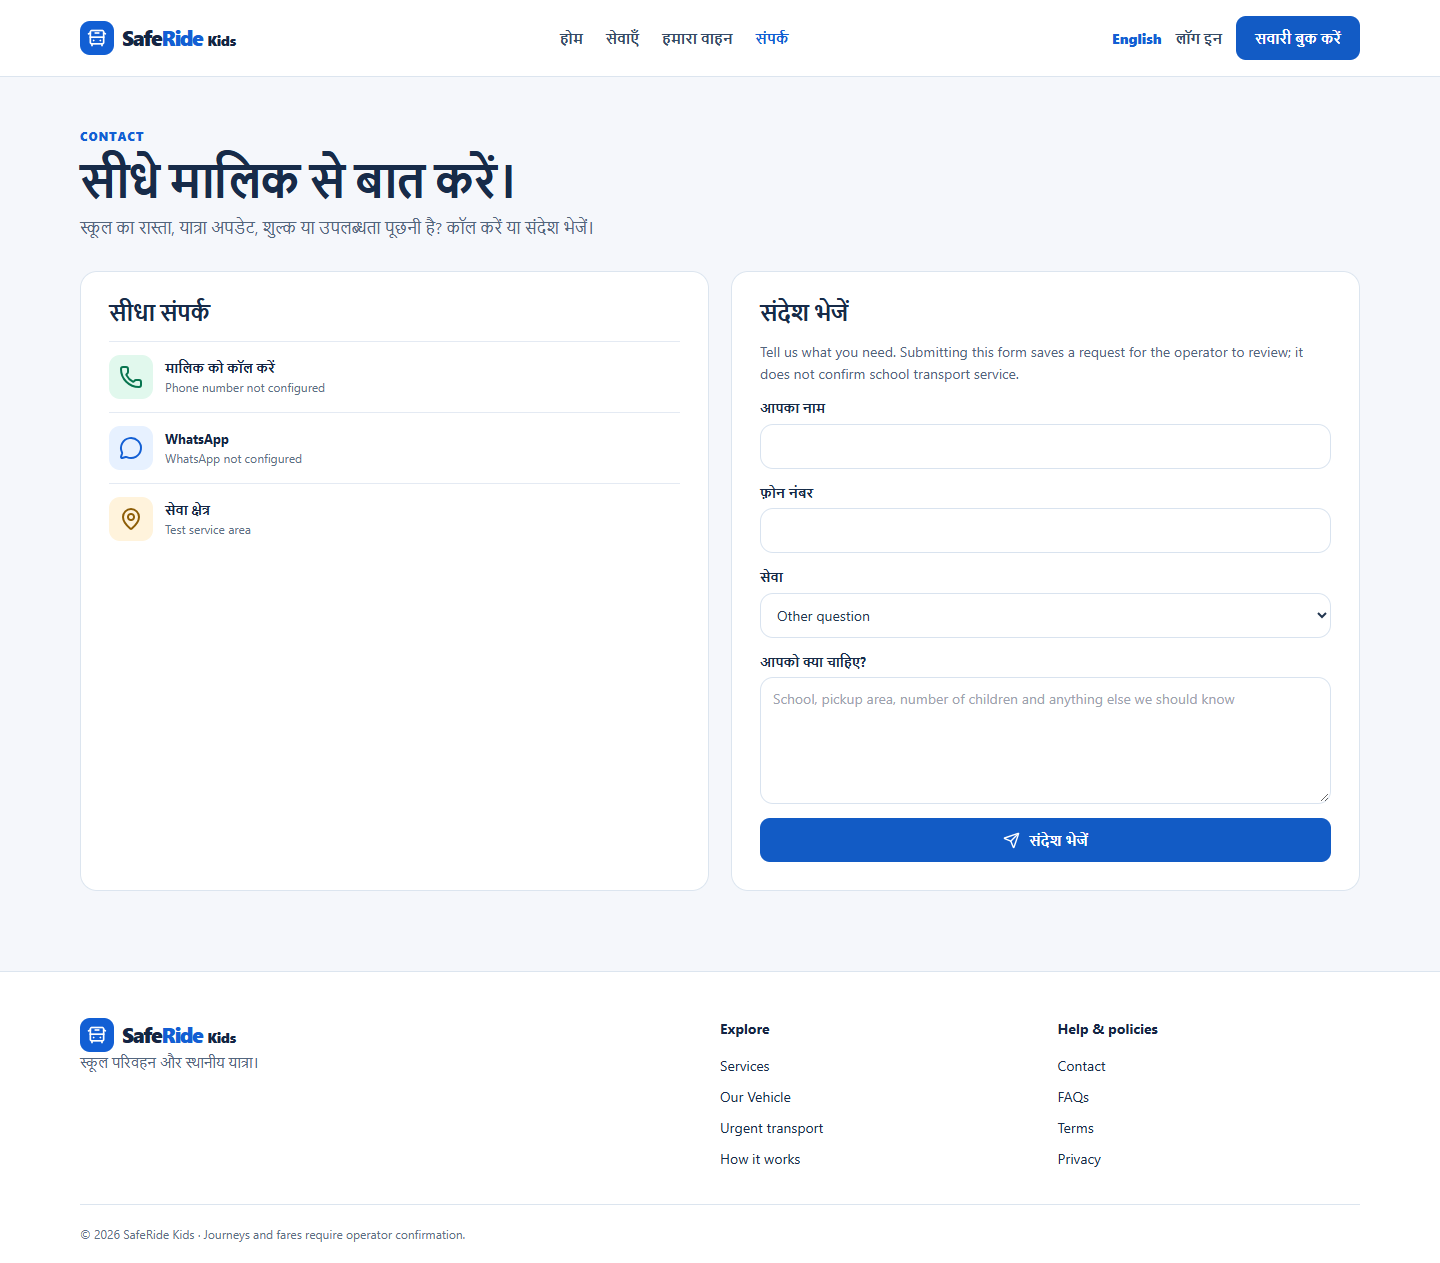 SafeRide Kids
होम सेवाएँ हमारा वाहन संपर्क
English लॉग इन सवारी बुक करें
CONTACT
सीधे मालिक से बात करें।
स्कूल का रास्ता, यात्रा अपडेट, शुल्क या उपलब्धता पूछनी है? कॉल करें या संदेश भेजें।
सीधा संपर्क
मालिक को कॉल करें
Phone number not configured
WhatsApp
WhatsApp not configured
सेवा क्षेत्र
Test service area
संदेश भेजें
Tell us what you need. Submitting this form saves a request for the operator to review; it
does not confirm school transport service.
आपका नाम
फ़ोन नंबर
सेवा
Other question
आपको क्या चाहिए?
School, pickup area, number of children and anything else we should know
संदेश भेजें
SafeRide Kids
स्कूल परिवहन और स्थानीय यात्रा।
Explore
Services
Our Vehicle
Urgent transport
How it works
Help & policies
Contact
FAQs
Terms
Privacy
© 2026 SafeRide Kids · Journeys and fares require operator confirmation.